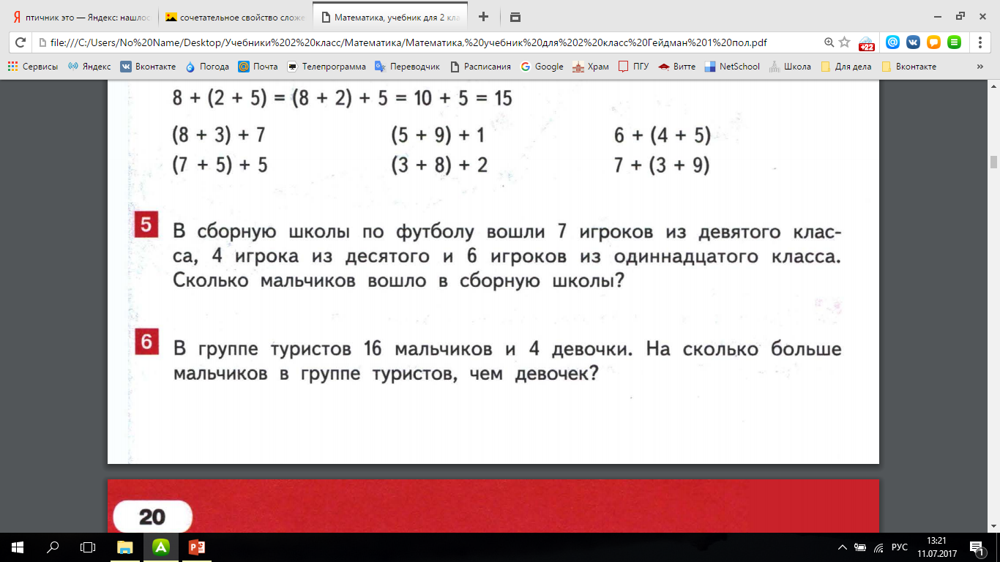 птичник это — Яндекс: нашлос
сочетательное свойство слож
Математика, учебник для 2 кла
file:///C:/Users/No%20Name/Desktop/Учебники%202%20класс/Математика/Математика,%20учебник%20для%202%20класс%20Гейдман%201%20пол.pdf
+22
Сервисы Яндекс Вконтакте Погода Почта Телепрограмма Переводчик Расписания Google Храм ПГУ Витте NetSchool Школа Для дела Вконтакте »
8 + (2 + 5) = (8 + 2) + 5 = 10 + 5 = 15
(8 + 3) + 7 (5 + 9) + 1 6 + (4 + 5)
(7 + 5) + 5 (3 + 8) + 2 7 + (3 + 9)
5 В сборную школы по футболу вошли 7 игроков из девятого клас-
са, 4 игрока из десятого и 6 игроков из одиннадцатого класса.
Сколько мальчиков вошло в сборную школы?
6 В группе туристов 16 мальчиков и 4 девочки. На сколько больше
мальчиков в группе туристов, чем девочек?
20
РУС
13:21
11.07.2017
1